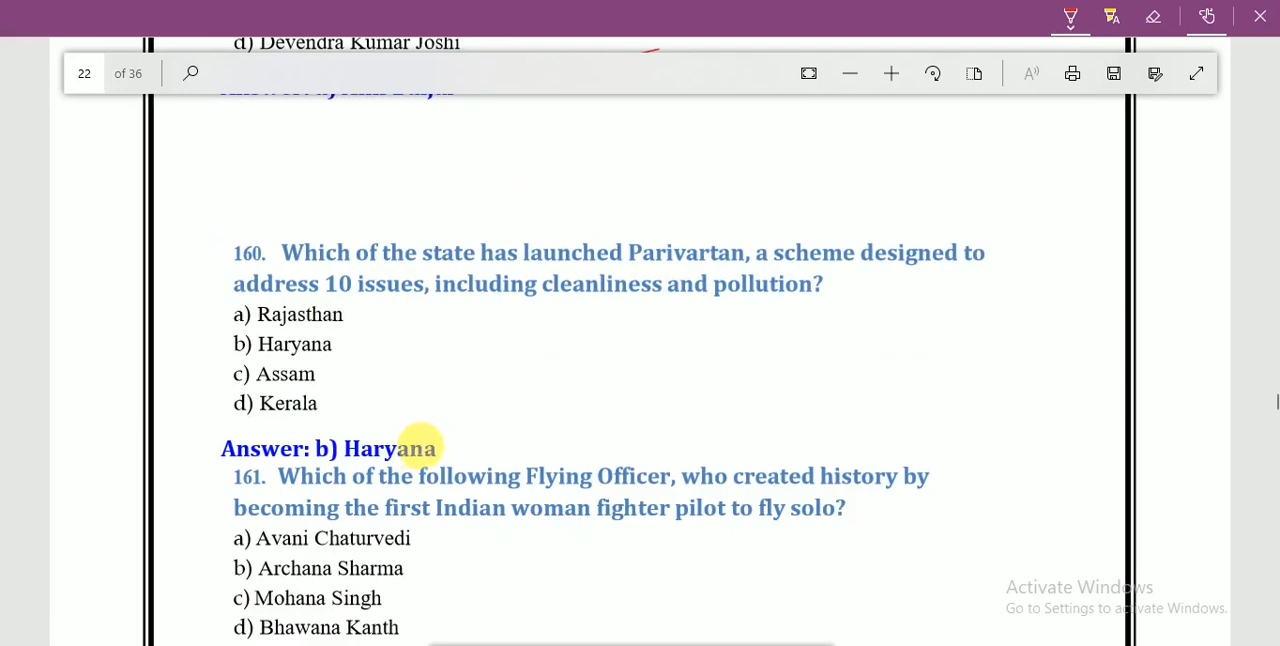 d) Devendra Kumar Joshi
22 of 36
160. Which of the state has launched Parivartan, a scheme designed to
address 10 issues, including cleanliness and pollution?
a) Rajasthan
b) Haryana
c) Assam
d) Kerala
Answer: b) Haryana
161. Which of the following Flying Officer, who created history by
becoming the first Indian woman fighter pilot to fly solo?
a) Avani Chaturvedi
b) Archana Sharma
c) Mohana Singh
d) Bhawana Kanth
Activate Windows
Go to Settings to activate Windows.